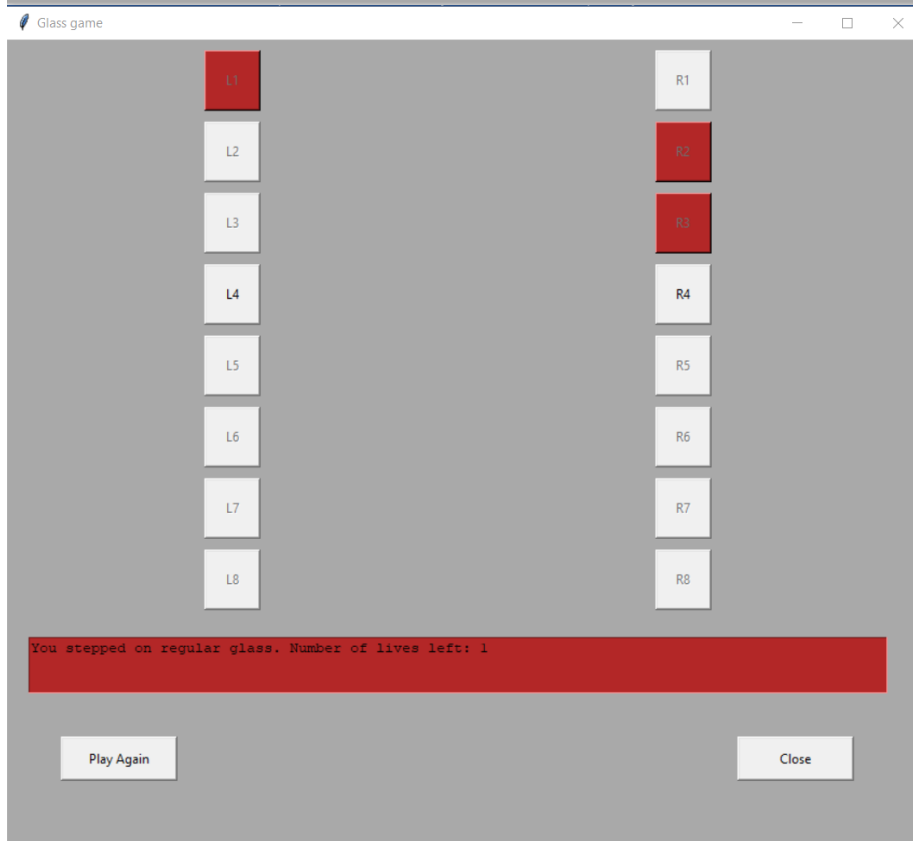 Glass game
L1 R1
L2 R2
L3 R3
L4 R4
L5 R5
L6 R6
L7 R7
L8 R8
You stepped on regular glass. Number of lives left: 1
Play Again Close